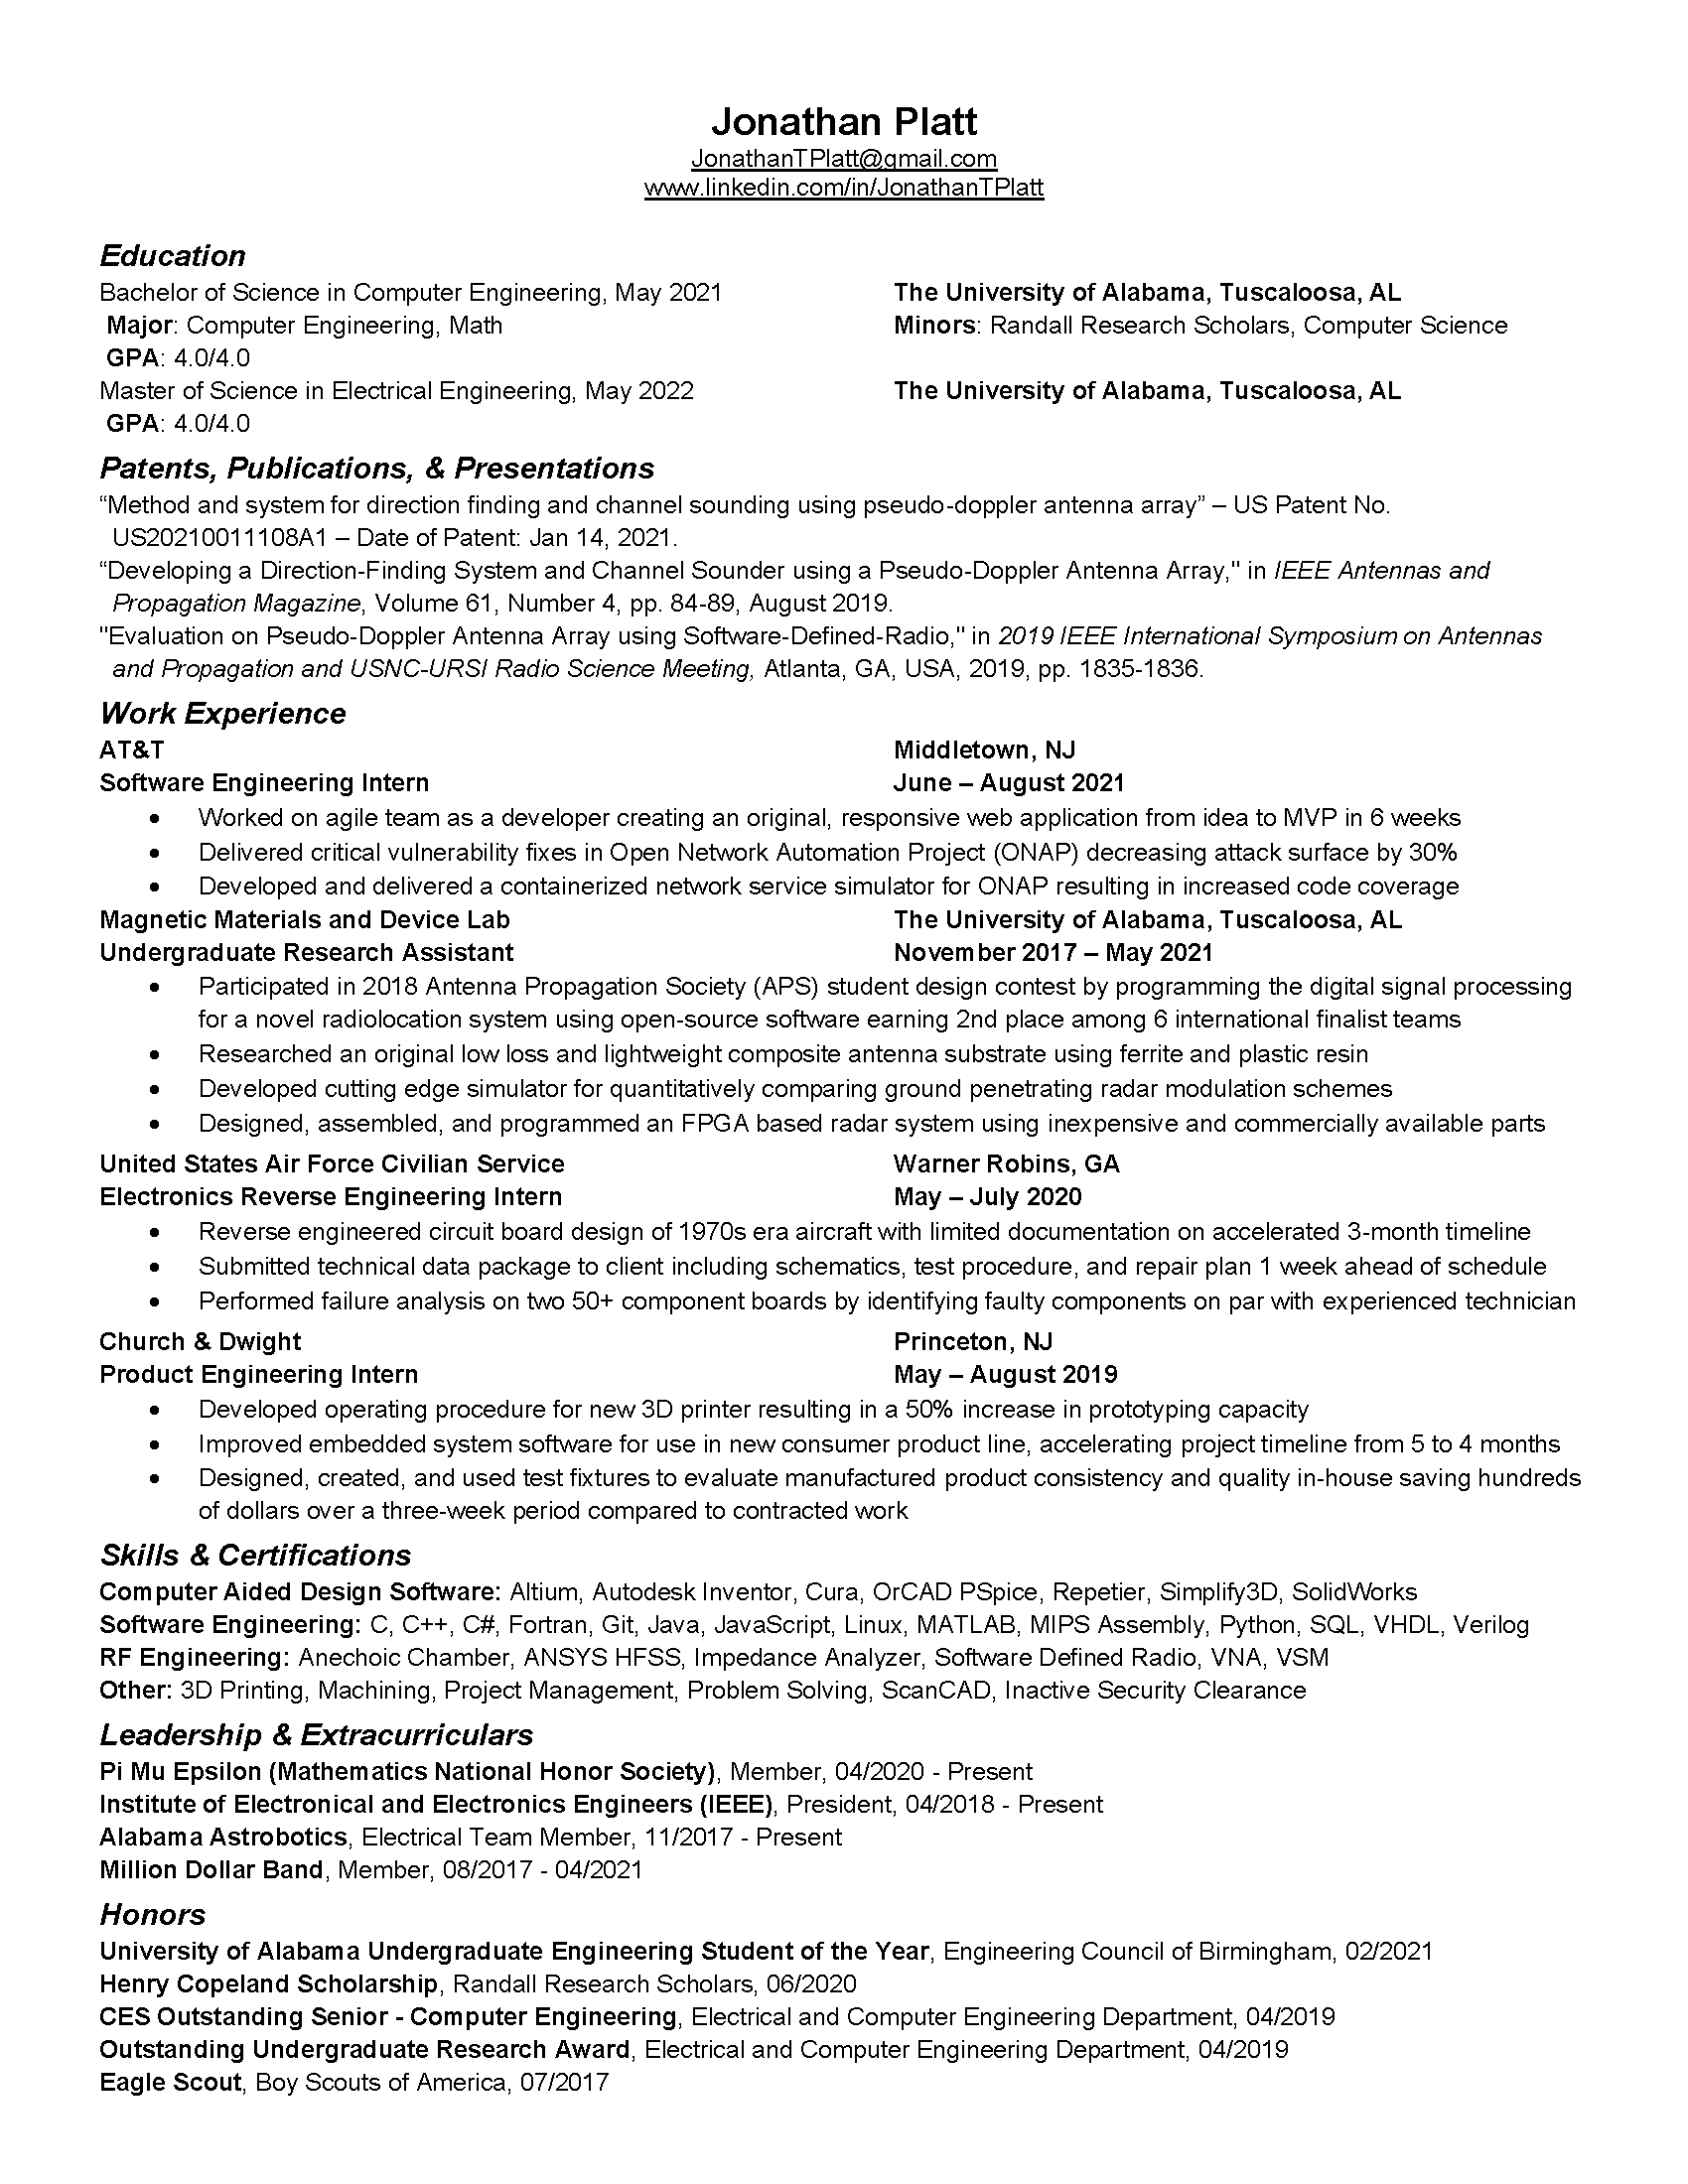 Jonathan Platt
JonathanTPlatt@gmail.com
www.linkedin.com/in/JonathanTPlatt
Education
Bachelor of Science in Computer Engineering, May 2021 The University of Alabama, Tuscaloosa, AL
Major: Computer Engineering, Math Minors: Randall Research Scholars, Computer Science
GPA: 4.0/4.0
Master of Science in Electrical Engineering, May 2022 The University of Alabama, Tuscaloosa, AL
GPA: 4.0/4.0
Patents, Publications, & Presentations
“Method and system for direction finding and channel sounding using pseudo-doppler antenna array” – US Patent No.
US20210011108A1 – Date of Patent: Jan 14, 2021.
“Developing a Direction-Finding System and Channel Sounder using a Pseudo-Doppler Antenna Array," in IEEE Antennas and
Propagation Magazine, Volume 61, Number 4, pp. 84-89, August 2019.
"Evaluation on Pseudo-Doppler Antenna Array using Software-Defined-Radio," in 2019 IEEE International Symposium on Antennas
and Propagation and USNC-URSI Radio Science Meeting, Atlanta, GA, USA, 2019, pp. 1835-1836.
Work Experience
AT&T Middletown, NJ
Software Engineering Intern June – August 2021
• Worked on agile team as a developer creating an original, responsive web application from idea to MVP in 6 weeks
• Delivered critical vulnerability fixes in Open Network Automation Project (ONAP) decreasing attack surface by 30%
• Developed and delivered a containerized network service simulator for ONAP resulting in increased code coverage
Magnetic Materials and Device Lab The University of Alabama, Tuscaloosa, AL
Undergraduate Research Assistant November 2017 – May 2021
• Participated in 2018 Antenna Propagation Society (APS) student design contest by programming the digital signal processing
for a novel radiolocation system using open-source software earning 2nd place among 6 international finalist teams
• Researched an original low loss and lightweight composite antenna substrate using ferrite and plastic resin
• Developed cutting edge simulator for quantitatively comparing ground penetrating radar modulation schemes
• Designed, assembled, and programmed an FPGA based radar system using inexpensive and commercially available parts
United States Air Force Civilian Service Warner Robins, GA
Electronics Reverse Engineering Intern May – July 2020
• Reverse engineered circuit board design of 1970s era aircraft with limited documentation on accelerated 3-month timeline
• Submitted technical data package to client including schematics, test procedure, and repair plan 1 week ahead of schedule
• Performed failure analysis on two 50+ component boards by identifying faulty components on par with experienced technician
Church & Dwight Princeton, NJ
Product Engineering Intern May – August 2019
• Developed operating procedure for new 3D printer resulting in a 50% increase in prototyping capacity
• Improved embedded system software for use in new consumer product line, accelerating project timeline from 5 to 4 months
• Designed, created, and used test fixtures to evaluate manufactured product consistency and quality in-house saving hundreds
of dollars over a three-week period compared to contracted work
Skills & Certifications
Computer Aided Design Software: Altium, Autodesk Inventor, Cura, OrCAD PSpice, Repetier, Simplify3D, SolidWorks
Software Engineering: C, C++, C#, Fortran, Git, Java, JavaScript, Linux, MATLAB, MIPS Assembly, Python, SQL, VHDL, Verilog
RF Engineering: Anechoic Chamber, ANSYS HFSS, Impedance Analyzer, Software Defined Radio, VNA, VSM
Other: 3D Printing, Machining, Project Management, Problem Solving, ScanCAD, Inactive Security Clearance
Leadership & Extracurriculars
Pi Mu Epsilon (Mathematics National Honor Society), Member, 04/2020 - Present
Institute of Electronical and Electronics Engineers (IEEE), President, 04/2018 - Present
Alabama Astrobotics, Electrical Team Member, 11/2017 - Present
Million Dollar Band, Member, 08/2017 - 04/2021
Honors
University of Alabama Undergraduate Engineering Student of the Year, Engineering Council of Birmingham, 02/2021
Henry Copeland Scholarship, Randall Research Scholars, 06/2020
CES Outstanding Senior - Computer Engineering, Electrical and Computer Engineering Department, 04/2019
Outstanding Undergraduate Research Award, Electrical and Computer Engineering Department, 04/2019
Eagle Scout, Boy Scouts of America, 07/2017